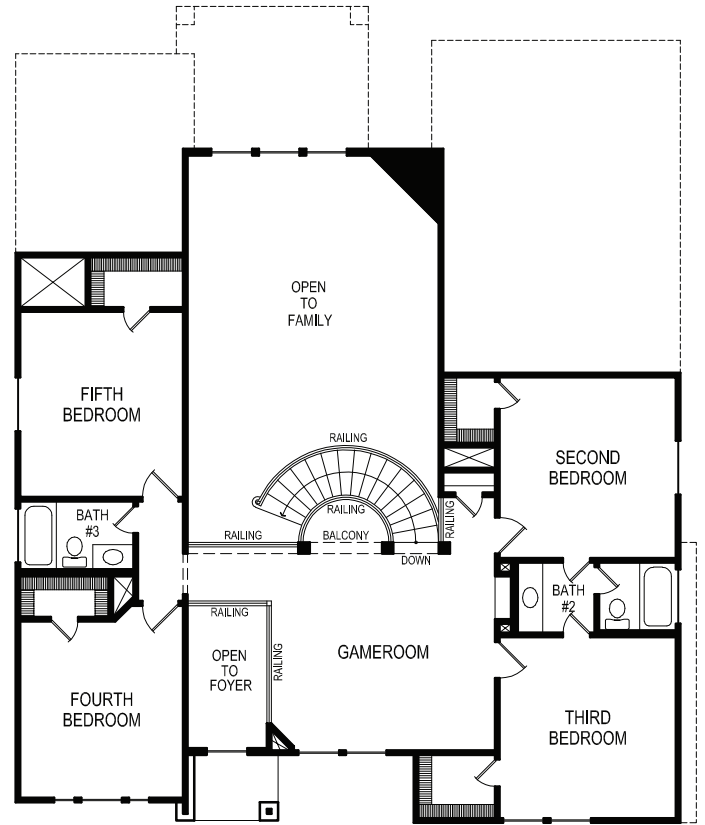 OPEN
TO
FAMILY
FIFTH
BEDROOM
RAILING
SECOND
BEDROOM
RAILING
RAILING
BATH
#3
RAILING
BALCONY
DOWN
BATH
#2
RAILING
OPEN
TO
FOYER
RAILING
GAMEROOM
FOURTH
BEDROOM
THIRD
BEDROOM